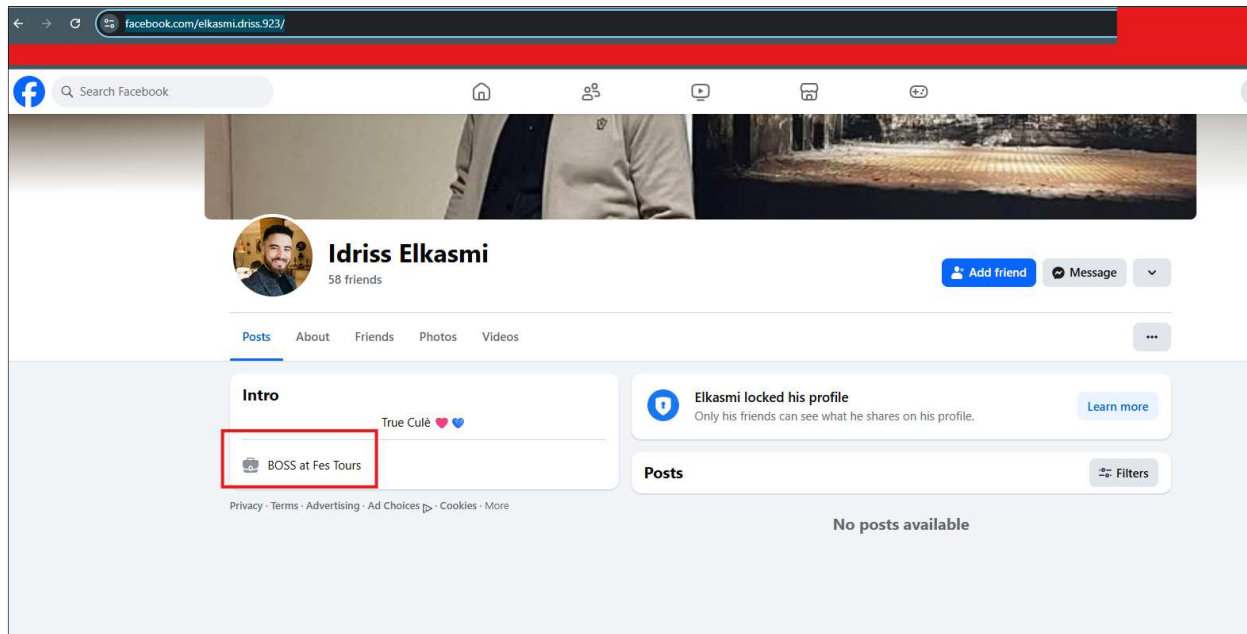 facebook.com/elkasmi.driss.923/
Search Facebook
Idriss Elkasmi
58 friends
Add friend
Message
Posts
About
Friends
Photos
Videos
Intro
True Culé
BOSS at Fes Tours
Privacy · Terms · Advertising · Ad Choices · Cookies · More
Elkasmi locked his profile
Only his friends can see what he shares on his profile.
Learn more
Posts
Filters
No posts available